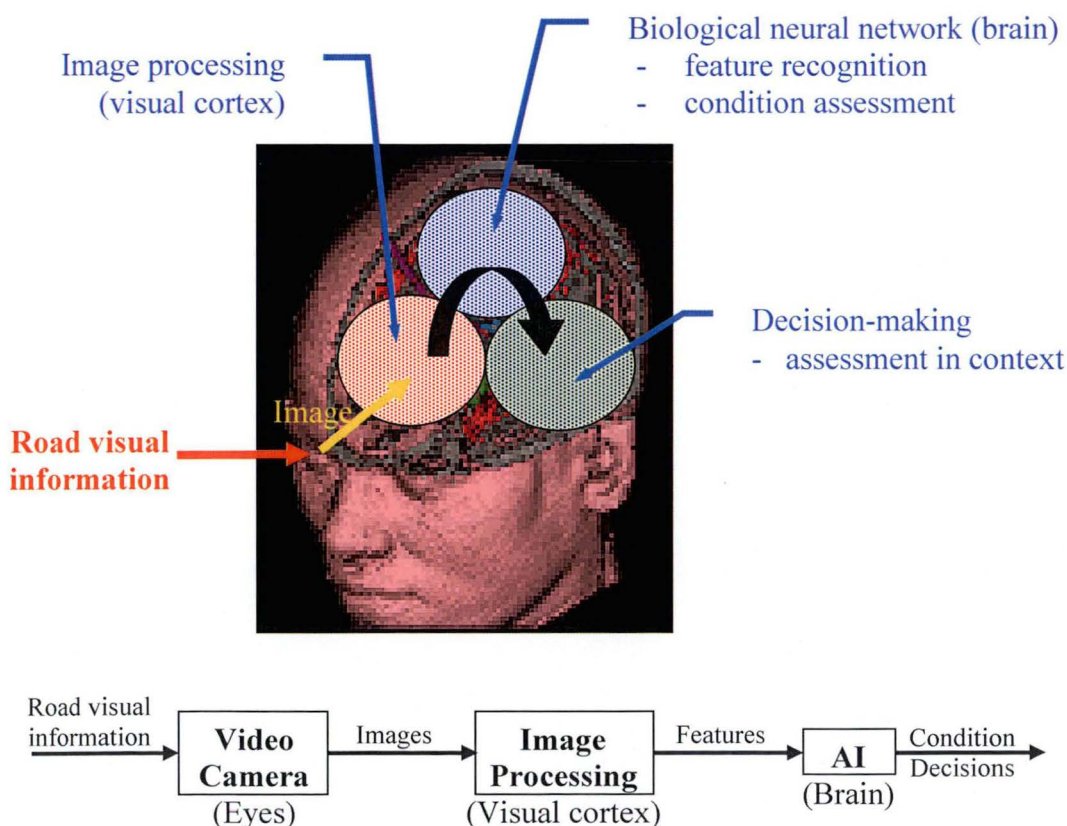 Image processing
(visual cortex)
Biological neural network (brain)
- feature recognition
- condition assessment
Decision-making
- assessment in context
Image
Road visual
information
Road visual
information
Video
Camera
(Eyes)
Images
Image
Processing
(Visual cortex)
Features
AI
(Brain)
Condition
Decisions